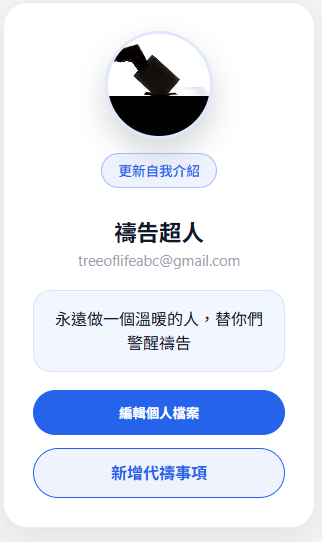 更新自我介紹
禱告超人
treeoflifeabc@gmail.com
永遠做一個溫暖的人，替你們
警醒禱告
編輯個人檔案
新增代禱事項